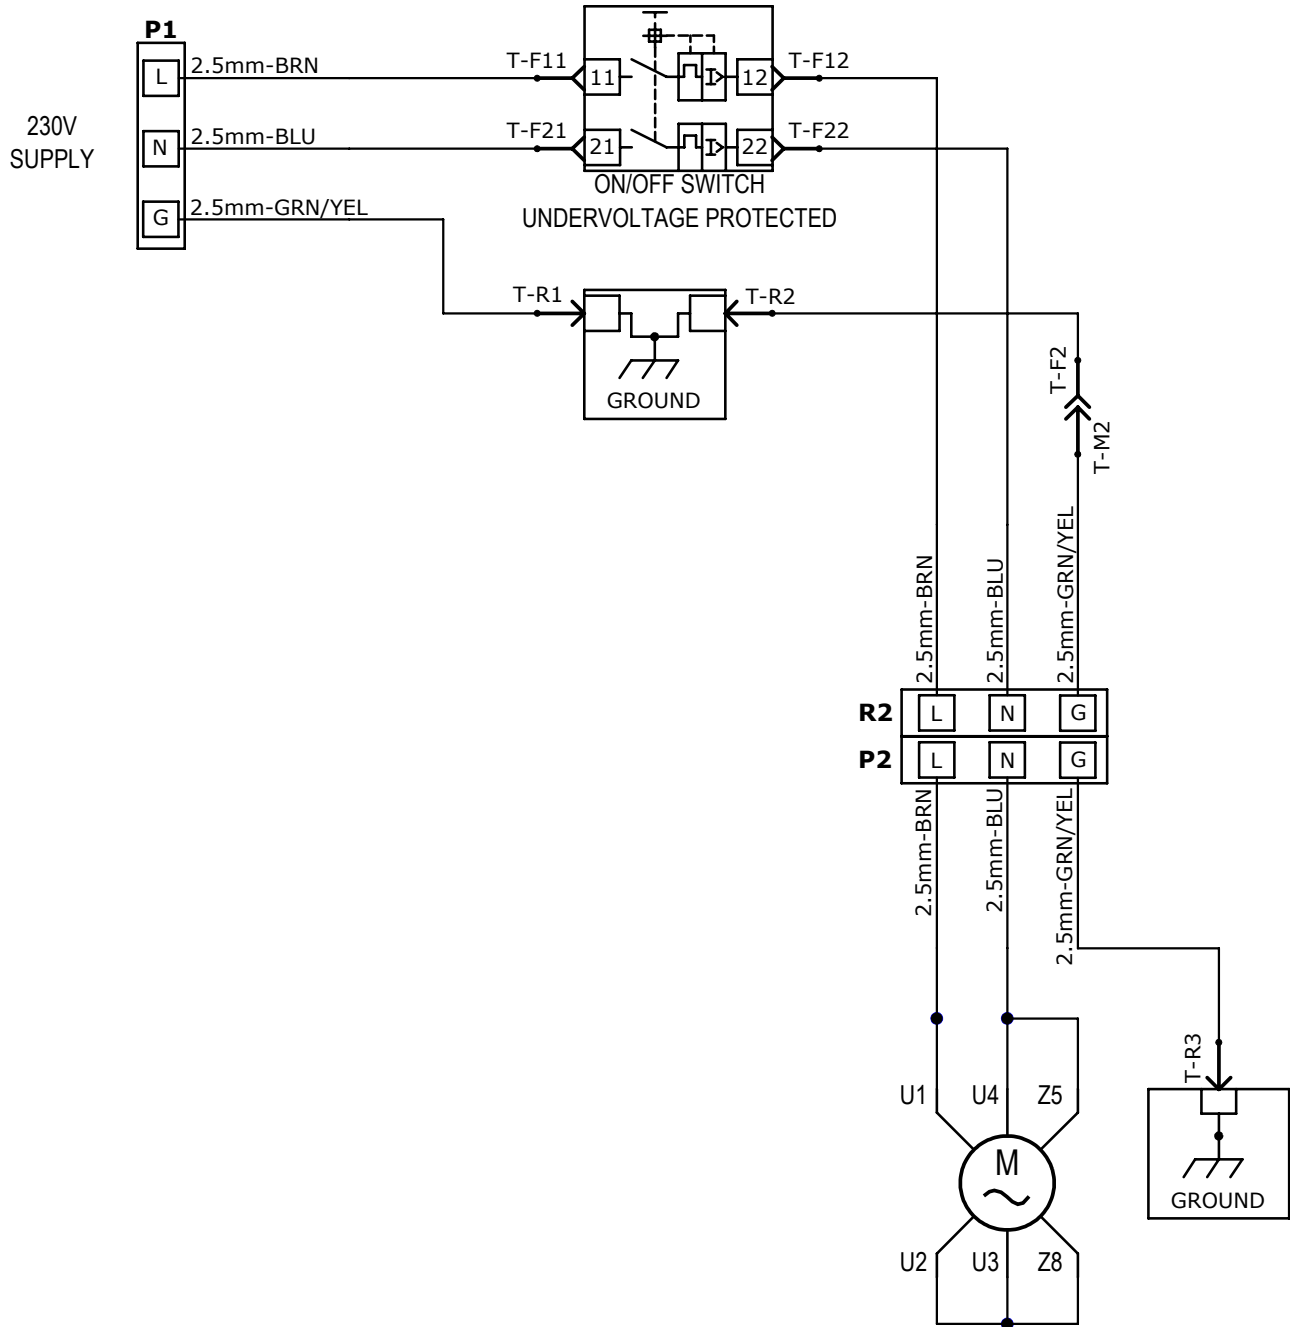 P1
230V
SUPPLY
L
2.5mm-BRN
N
2.5mm-BLU
G
2.5mm-GRN/YEL
T-F11
11
I>
12
T-F12
T-F21
21
I>
22
T-F22
ON/OFF SWITCH
UNDERVOLTAGE PROTECTED
T-R1
T-R2
GROUND
T-F2
T-M2
2.5mm-BRN
2.5mm-BLU
2.5mm-GRN/YEL
R2
L
N
G
P2
L
N
G
2.5mm-BRN
2.5mm-BLU
2.5mm-GRN/YEL
T-R3
U1
U4
Z5
M
GROUND
U2
U3
Z8